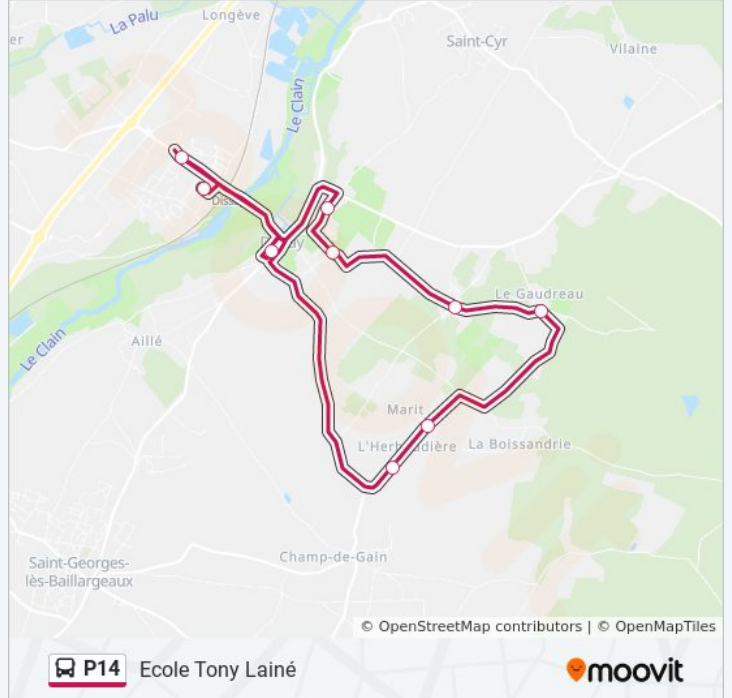 La Palu
Longève
er
Saint-Cyr
Vilaine
Le Clain
Diss
Le Gaudreau
Le Clain
Aillé
Marit
La Boissandrie
Champ-de-Gain
Saint-Georges-
lès-Baillargeaux
© OpenStreetMap contributors | © OpenMapTiles
P14 Ecole Tony Lainé moovit